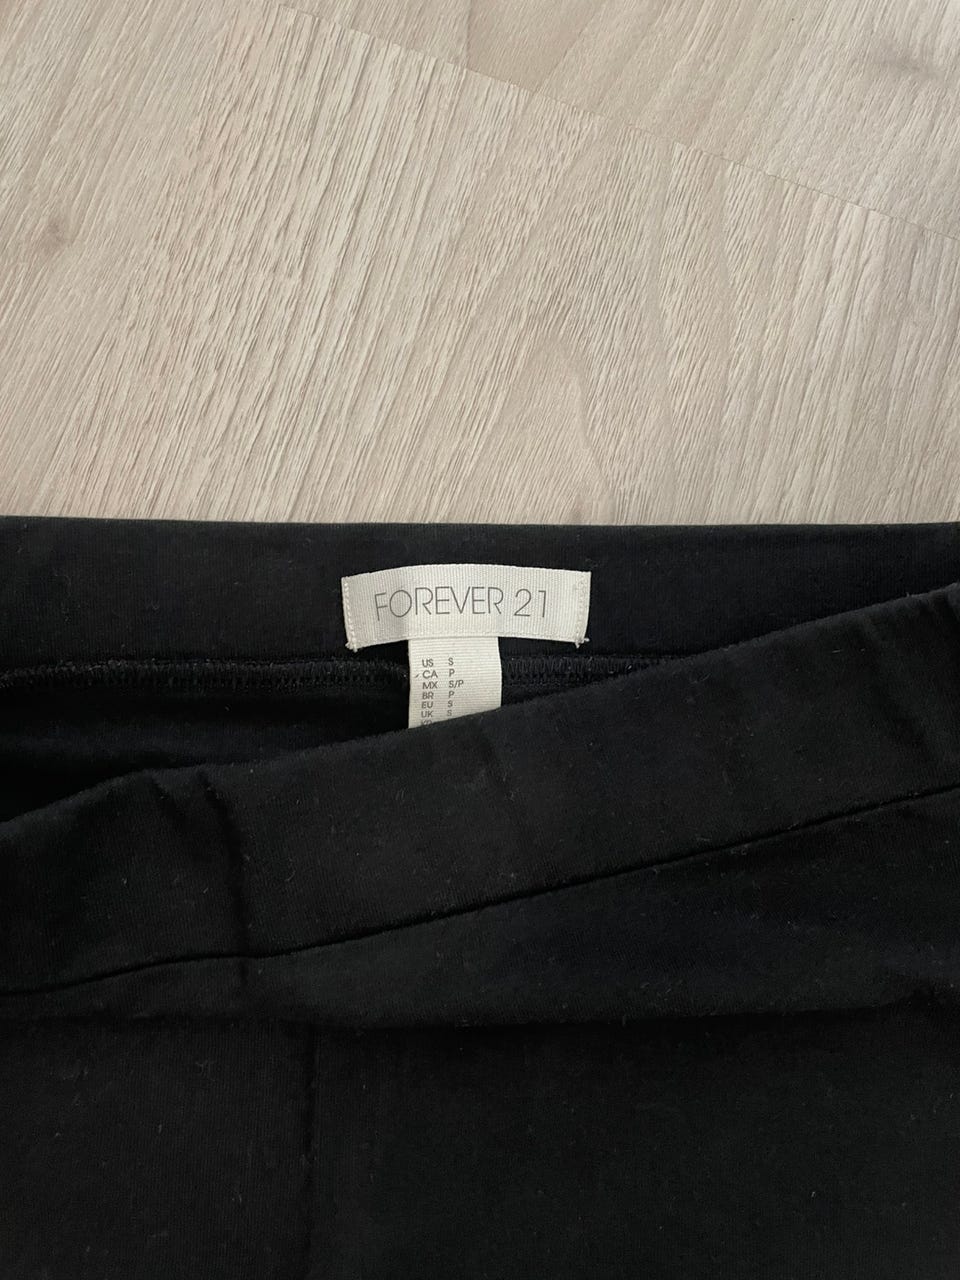 FOREVER 21
US S
CA P
MX S/P
BR P
EU S
UK S